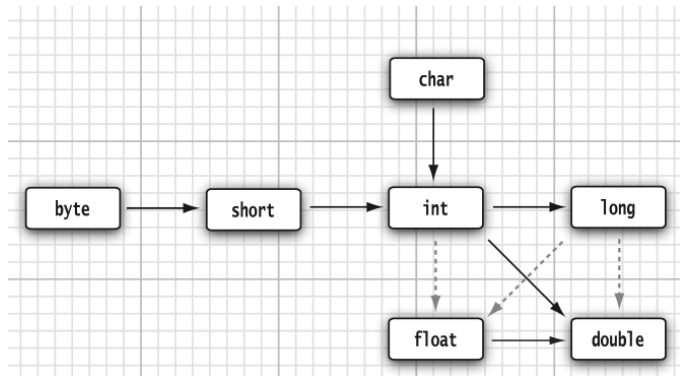 char
byte
short
int
long
float
double